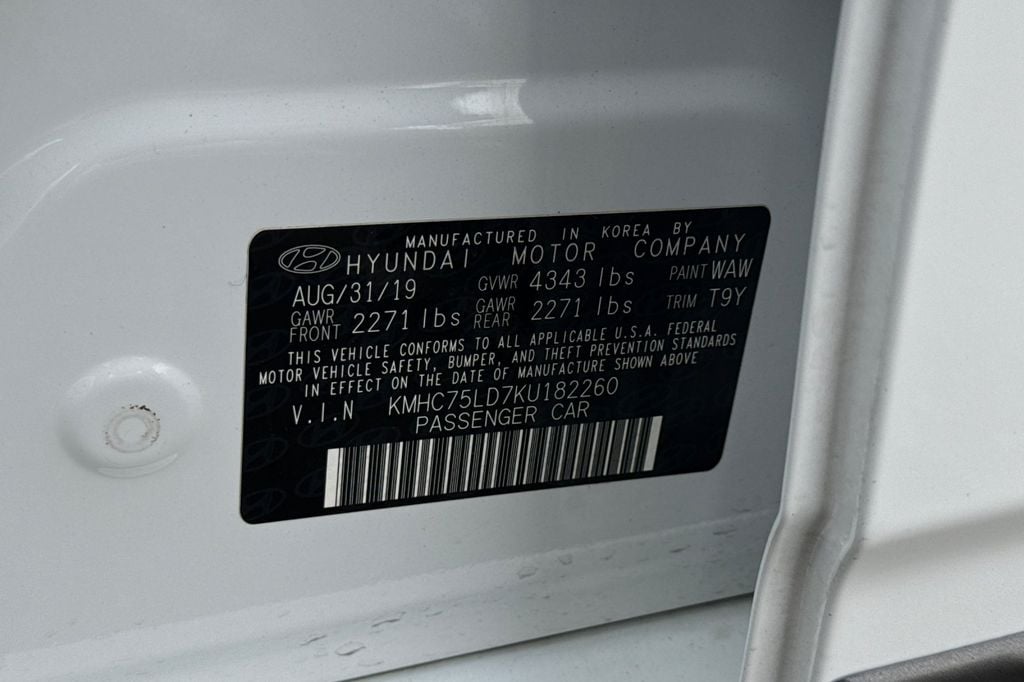 MANUFACTURED IN KOREA BY
HYUNDAI MOTOR COMPANY
AUG/31/19 GVWR 4343 lbs PAINT WAW
GAWR FRONT 2271 lbs GAWR REAR 2271 lbs TRIM T9Y
THIS VEHICLE CONFORMS TO ALL APPLICABLE U.S.A. FEDERAL
MOTOR VEHICLE SAFETY, BUMPER, AND THEFT PREVENTION STANDARDS
IN EFFECT ON THE DATE OF MANUFACTURE SHOWN ABOVE
V.I.N KMHC75LD7KU182260
PASSENGER CAR